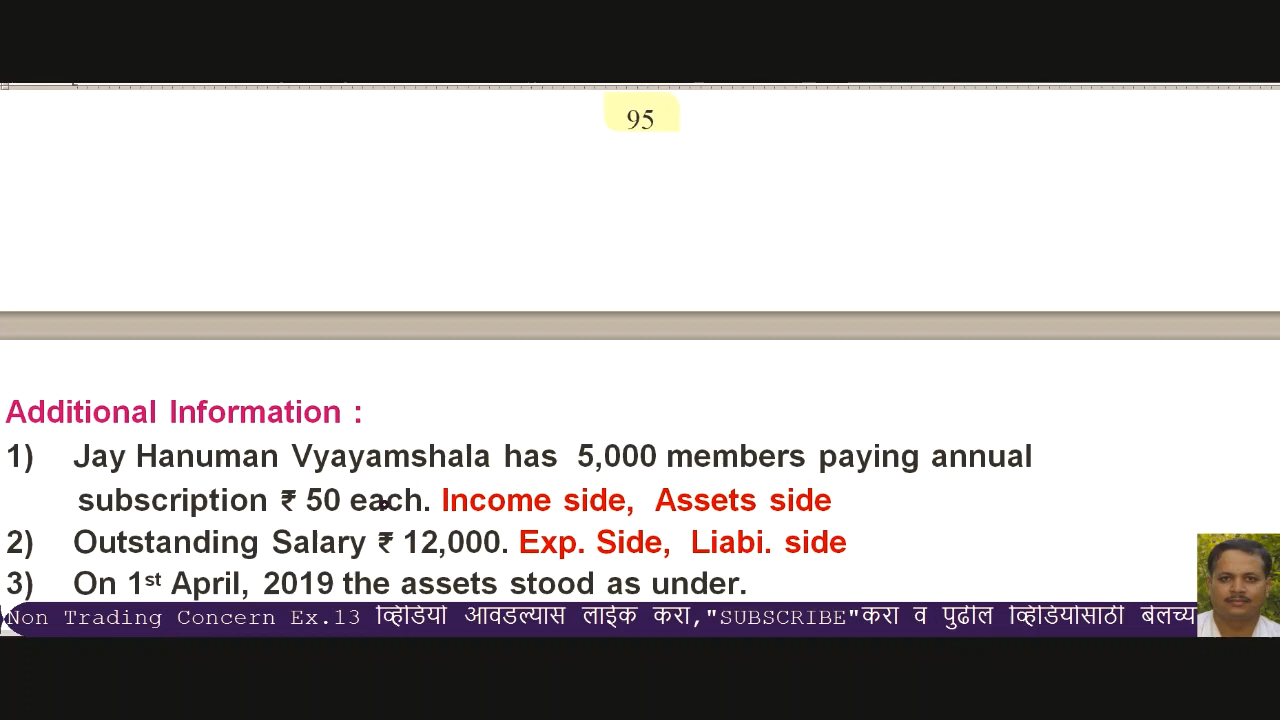 95
Additional Information :
1) Jay Hanuman Vyayamshala has 5,000 members paying annual
subscription ₹ 50 each. Income side, Assets side
2) Outstanding Salary ₹ 12,000. Exp. Side, Liabi. side
3) On 1st April, 2019 the assets stood as under.
Non Trading Concern Ex.13 व्हिडियो आवडल्यास लाईक करा,"SUBSCRIBE"करा व पुढील व्हिडियोसाठी बेलच्य